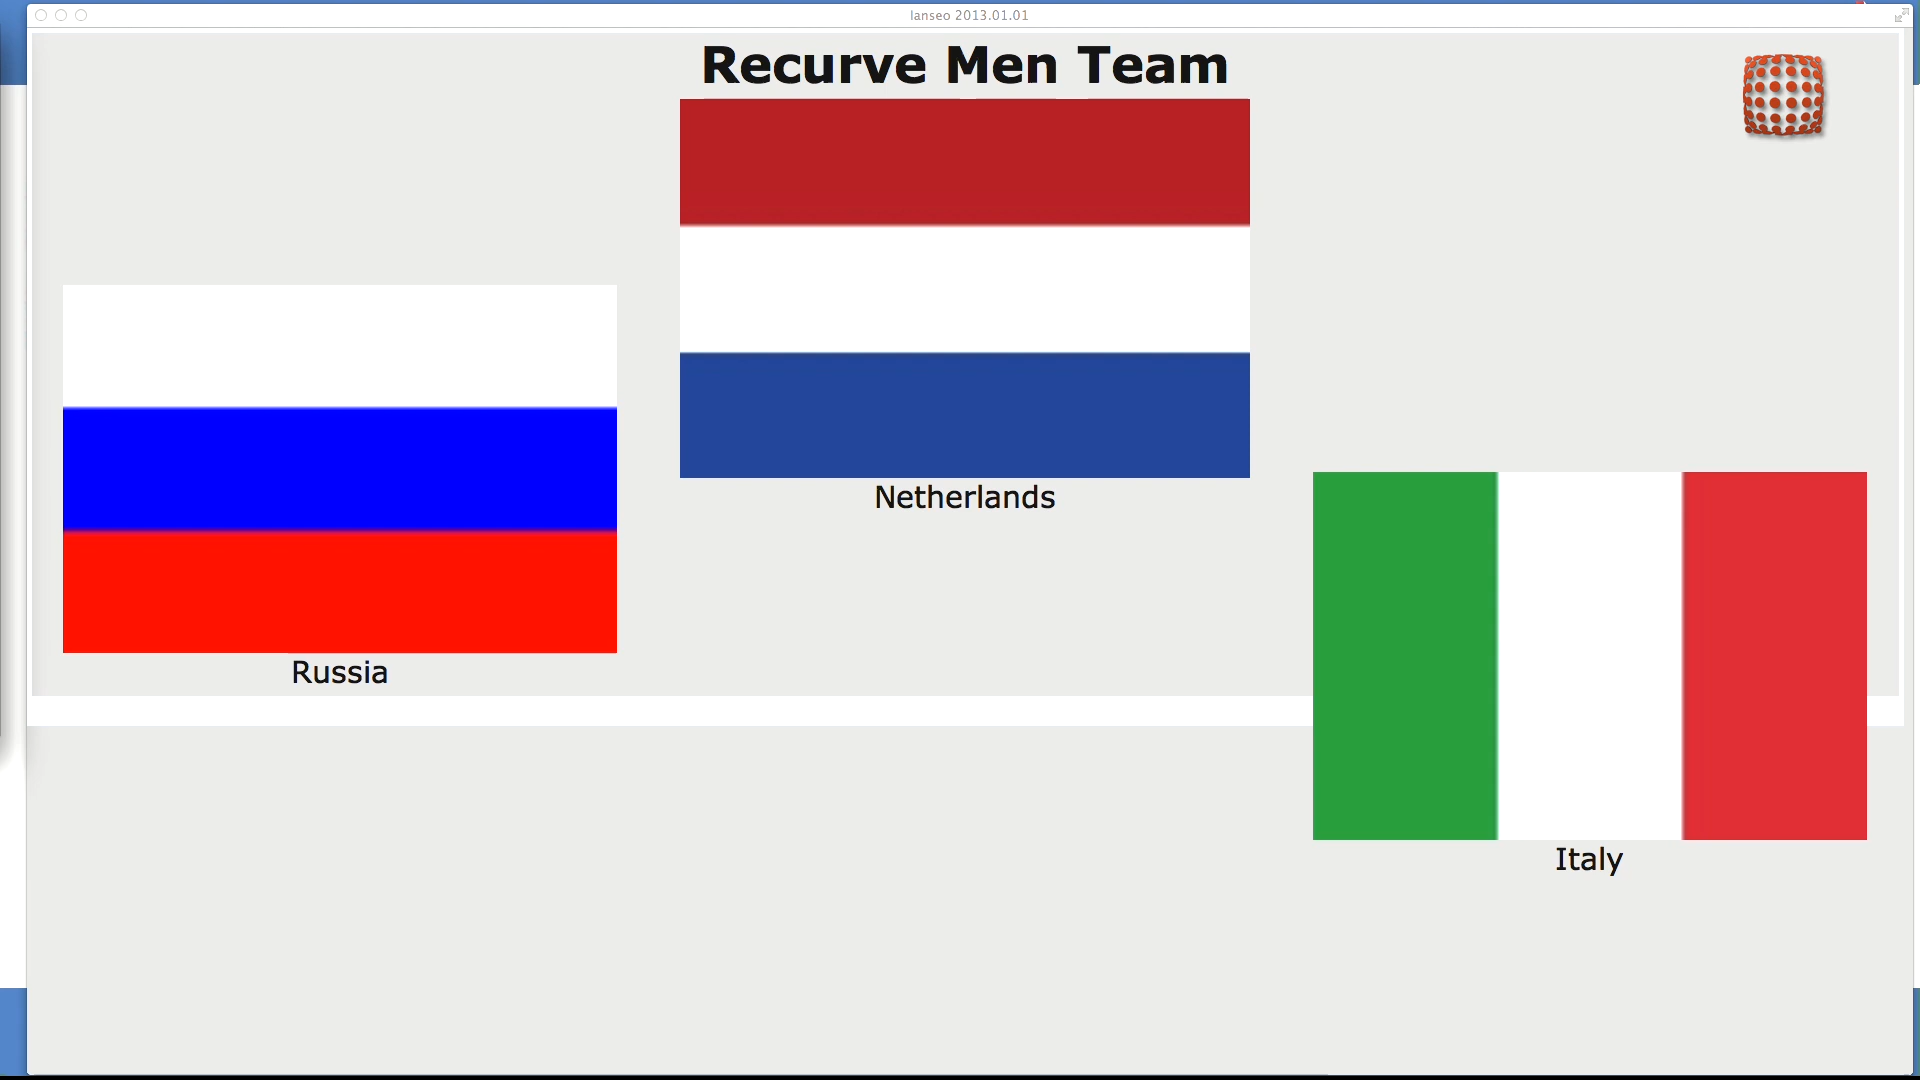 Ianseo 2013.01.01
Recurve Men Team
Netherlands
Russia
Italy